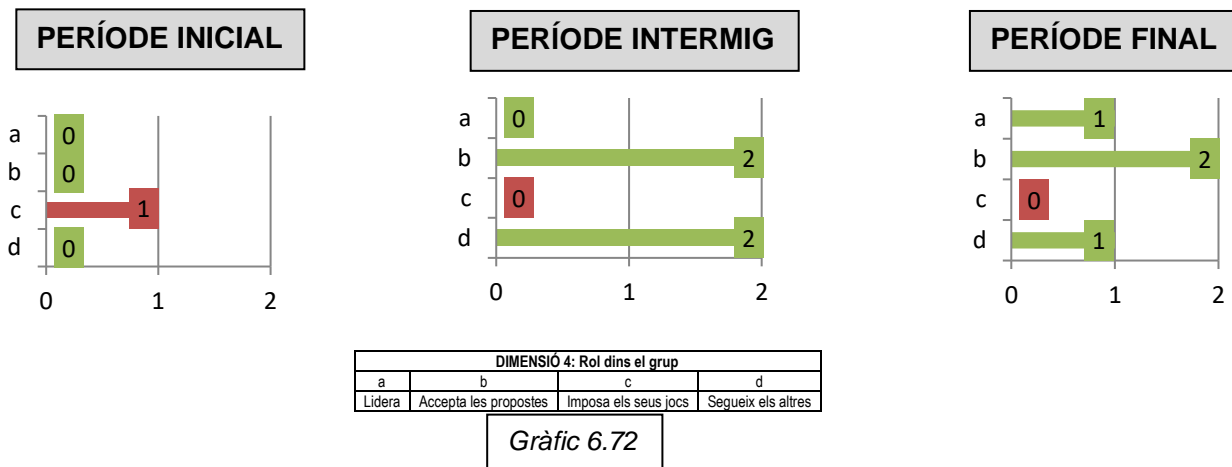 PERÍODE INICIAL
a 0
b 0
c 1
d 0
0 1 2
PERÍODE INTERMIG
a 0
b 2
c 0
d 2
0 1 2
PERÍODE FINAL
a 1
b 2
c 0
d 1
0 1 2
DIMENSIÓ 4: Rol dins el grup
a b c d
Lidera Accepta les propostes Imposa els seus jocs Segueix els altres
Gràfic 6.72